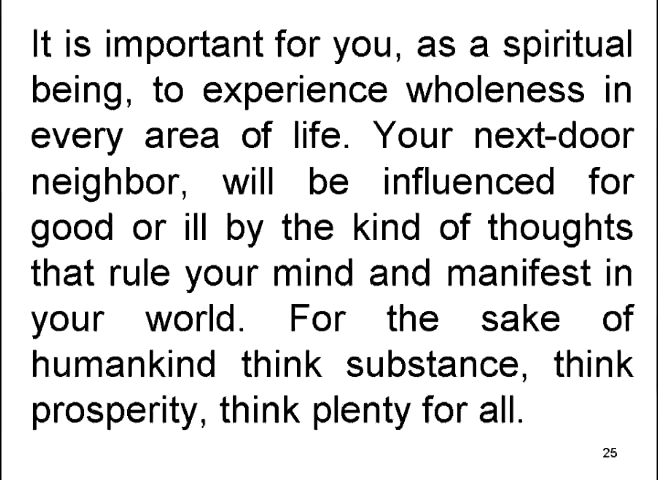 It is important for you, as a spiritual
being, to experience wholeness in
every area of life. Your next-door
neighbor, will be influenced for
good or ill by the kind of thoughts
that rule your mind and manifest in
your world. For the sake of
humankind think substance, think
prosperity, think plenty for all.
25